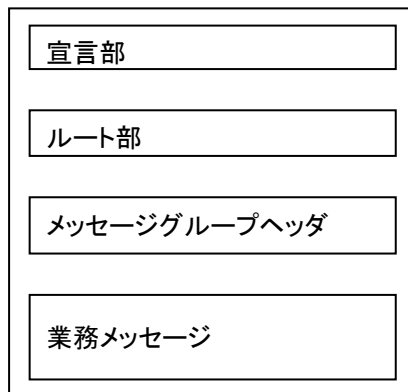 宣言部
ルート部
メッセージグループヘッダ
業務メッセージ